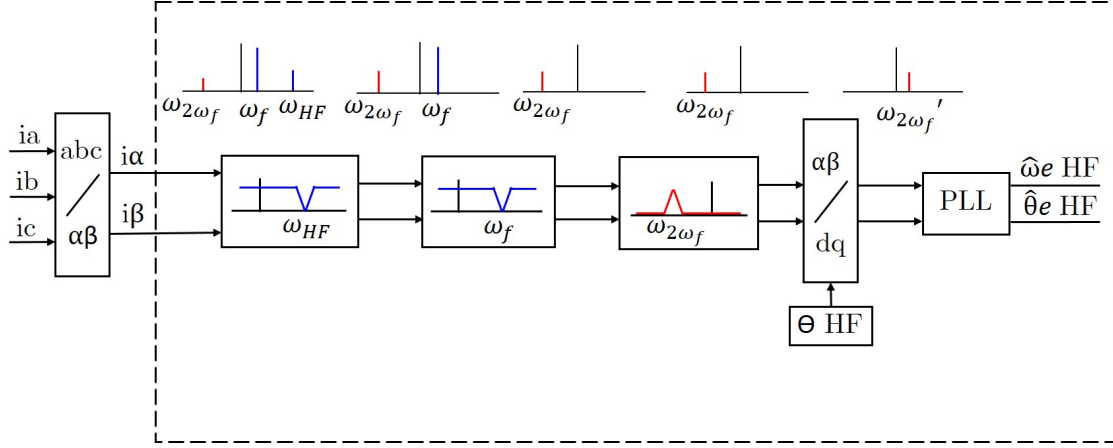 ω2ωf ωf ωHF
ω2ωf ωf
ω2ωf
ω2ωf
ω2ωf′
ia
ib
ic
abc
αβ
iα
iβ
ωHF
ωf
ω2ωf
αβ
dq
ϴ HF
PLL
ω̂e HF
θ̂e HF